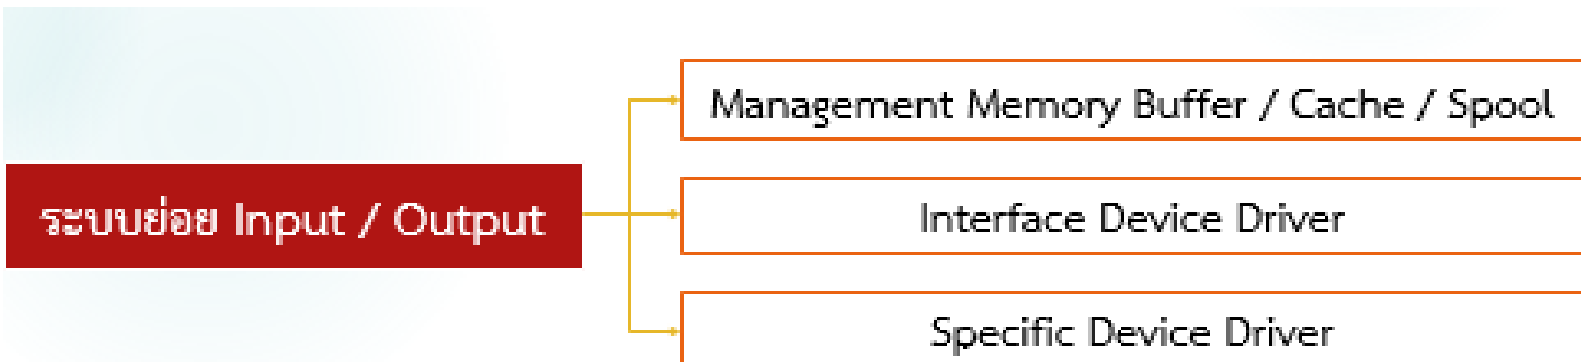 Management Memory Buffer / Cache / Spool
ระบบย่อย Input / Output
Interface Device Driver
Specific Device Driver